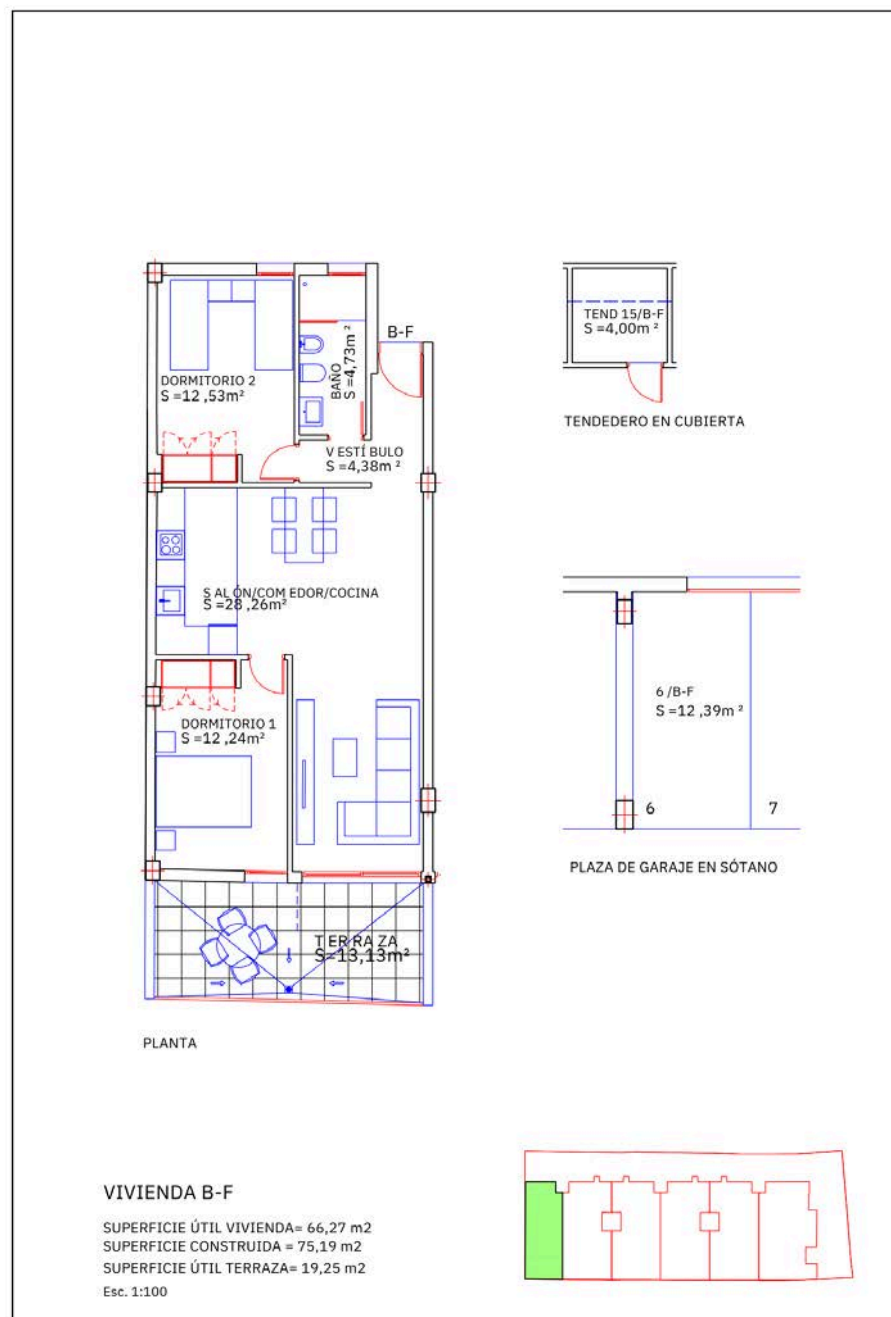 B-F
DORMITORIO 2
S =12 ,53m²
BAÑO
S =4,73m ²
V ESTÍ BULO
S =4,38m ²
S AL ÓN/COM EDOR/COCINA
S =28 ,26m²
DORMITORIO 1
S =12 ,24m²
T ER RA ZA
S=13,13m²
PLANTA
TEND 15/B-F
S =4,00m ²
TENDEDERO EN CUBIERTA
6 /B-F
S =12 ,39m ²
6
7
PLAZA DE GARAJE EN SÓTANO
VIVIENDA B-F
SUPERFICIE ÚTIL VIVIENDA= 66,27 m2
SUPERFICIE CONSTRUIDA = 75,19 m2
SUPERFICIE ÚTIL TERRAZA= 19,25 m2
Esc. 1:100